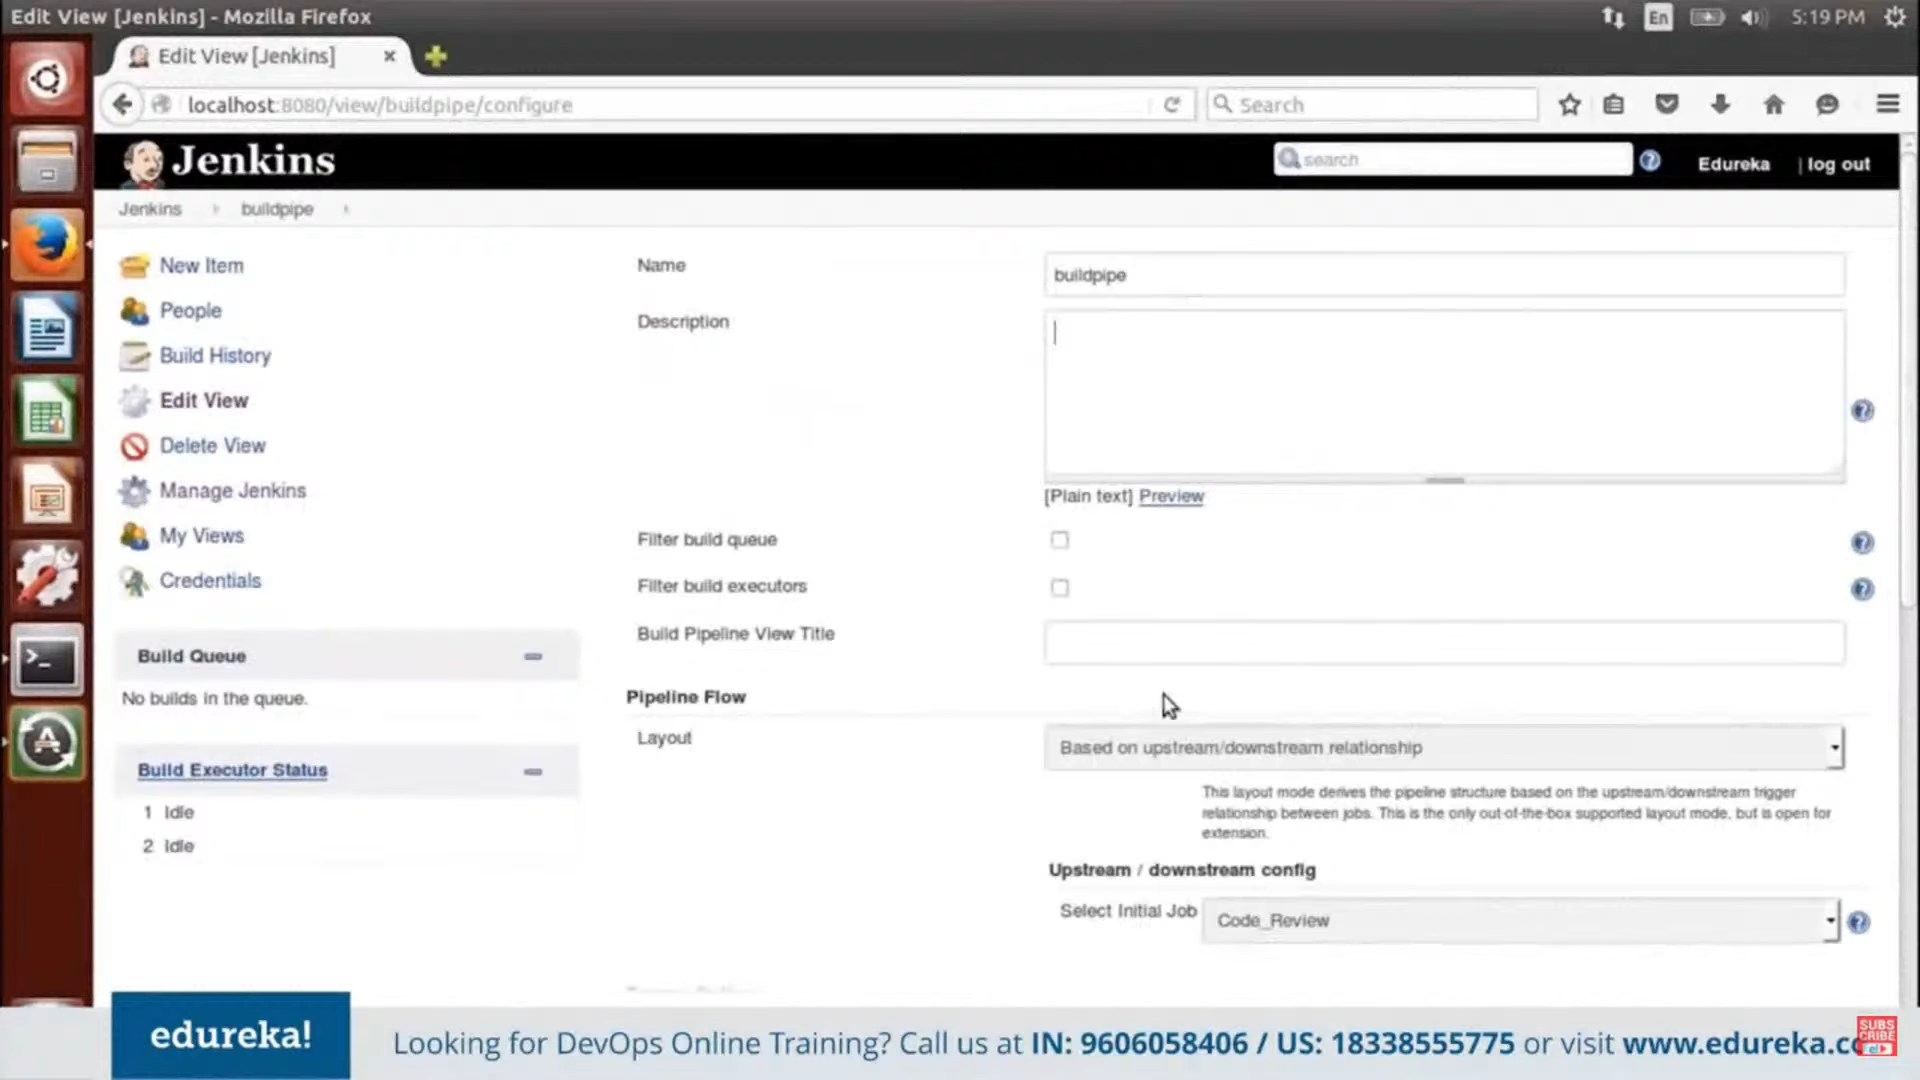 Edit View [Jenkins] - Mozilla Firefox
En
5:19 PM
Edit View [Jenkins]
localhost:8080/view/buildpipe/configure
Search
Jenkins
search
Edureka | log out
Jenkins
buildpipe
New Item
People
Build History
Edit View
Delete View
Manage Jenkins
My Views
Credentials
Build Queue
No builds in the queue.
Build Executor Status
1 Idle
2 Idle
Name
buildpipe
Description
[Plain text] Preview
Filter build queue
Filter build executors
Build Pipeline View Title
Pipeline Flow
Layout
Based on upstream/downstream relationship
This layout mode derives the pipeline structure based on the upstream/downstream trigger
relationship between jobs. This is the only out-of-the-box supported layout mode, but is open for
extension.
Upstream / downstream config
Select Initial Job
Code_Review
edureka!
Looking for DevOps Online Training? Call us at IN: 9606058406 / US: 18338555775 or visit www.edureka.co
SUBS
CRIBE